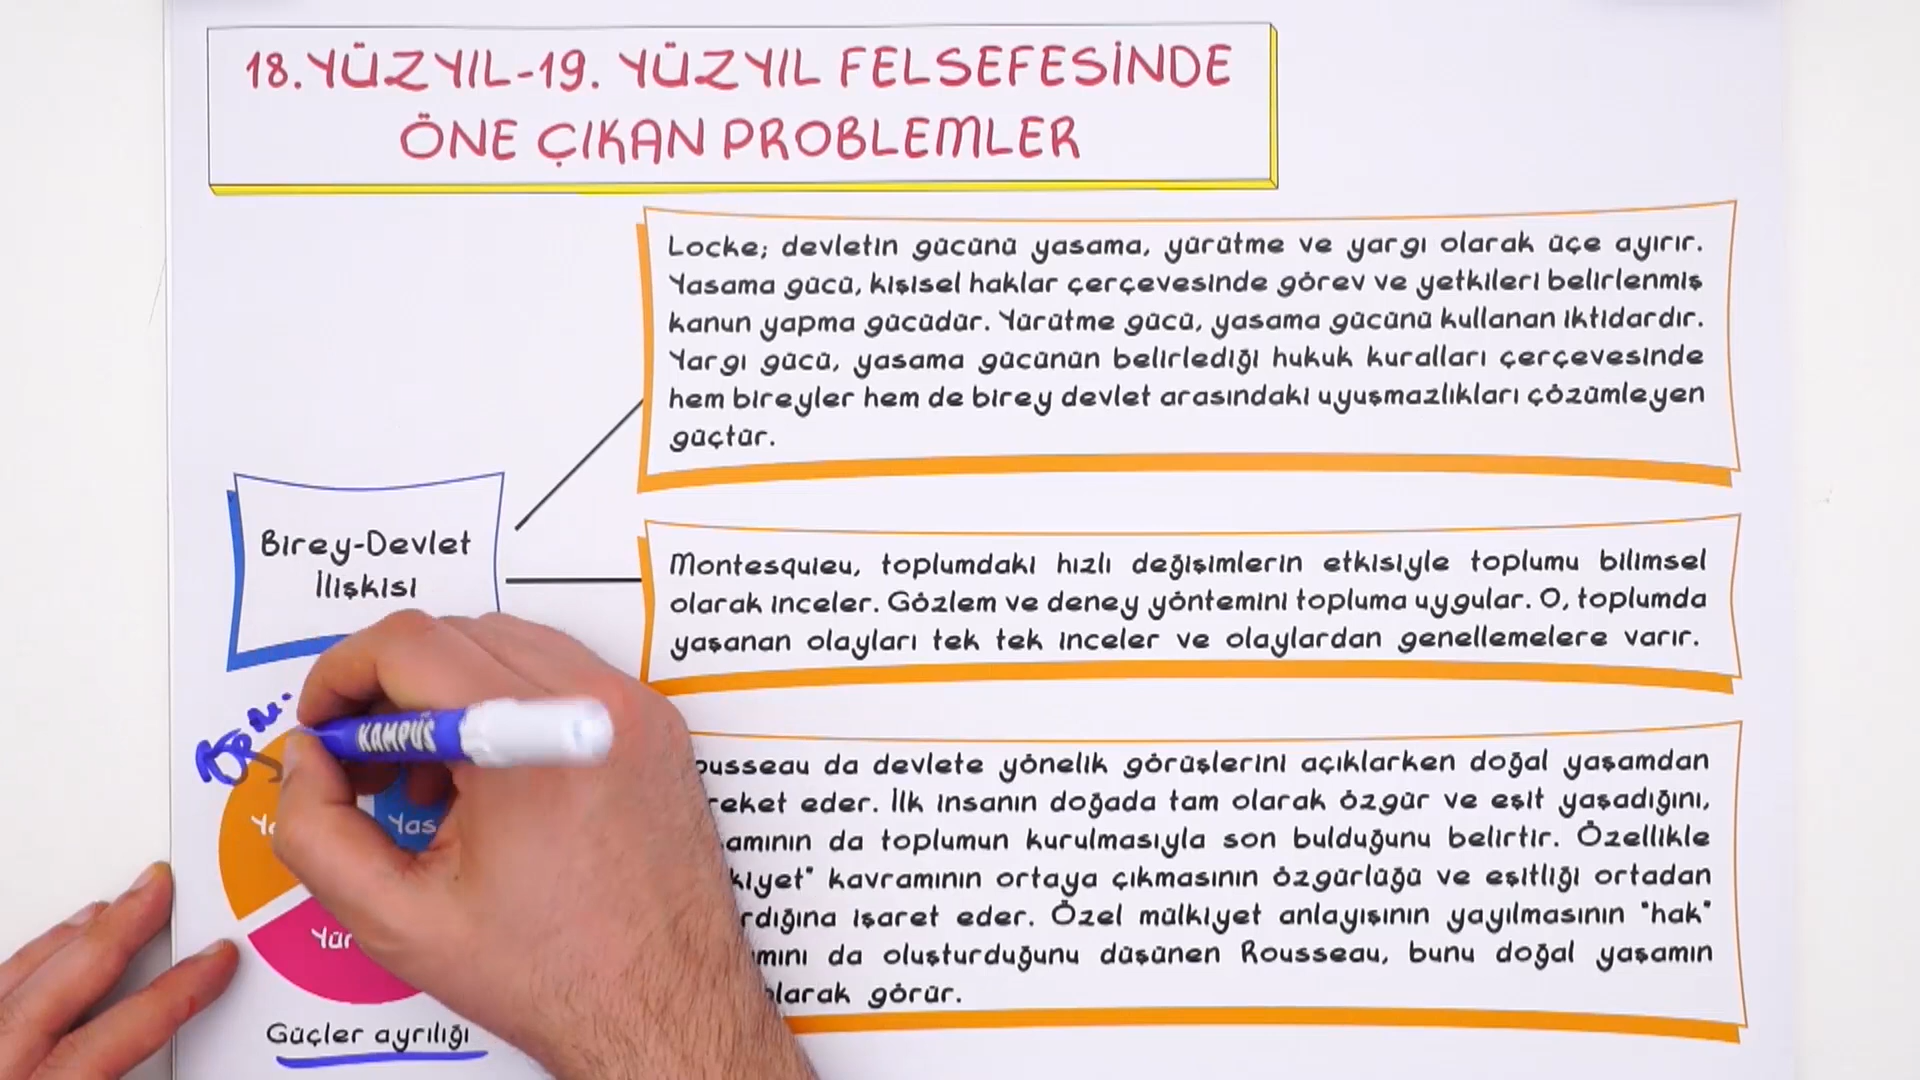 18.YÜZYIL-19. YÜZYIL FELSEFESİNDE
ÖNE ÇIKAN PROBLEMLER
Locke; devletin gücünü yasama, yürütme ve yargı olarak üçe ayırır.
Yasama gücü, kişisel haklar çerçevesinde görev ve yetkileri belirlenmiş
kanun yapma gücüdür. Yürütme gücü, yasama gücünü kullanan iktidardır.
Yargı gücü, yasama gücünün belirlediği hukuk kuralları çerçevesinde
hem bireyler hem de birey devlet arasındaki uyuşmazlıkları çözümleyen
güçtür.
Birey-Devlet
İlişkisi
Montesquieu, toplumdaki hızlı değişimlerin etkisiyle toplumu bilimsel
olarak inceler. Gözlem ve deney yöntemini topluma uygular. O, toplumda
yaşanan olayları tek tek inceler ve olaylardan genellemelere varır.
KAMPÜS
ousseau da devlete yönelik görüşlerini açıklarken doğal yaşamdan
reket eder. İlk insanın doğada tam olarak özgür ve eşit yaşadığını,
amının da toplumun kurulmasıyla son bulduğunu belirtir. Özellikle
kiyet" kavramının ortaya çıkmasının özgürlüğü ve eşitliği ortadan
rdığına işaret eder. Özel mülkiyet anlayışının yayılmasının "hak"
mını da oluşturduğunu düşünen Rousseau, bunu doğal yaşamın
larak görür.
Yas
Yür
Güçler ayrılığı